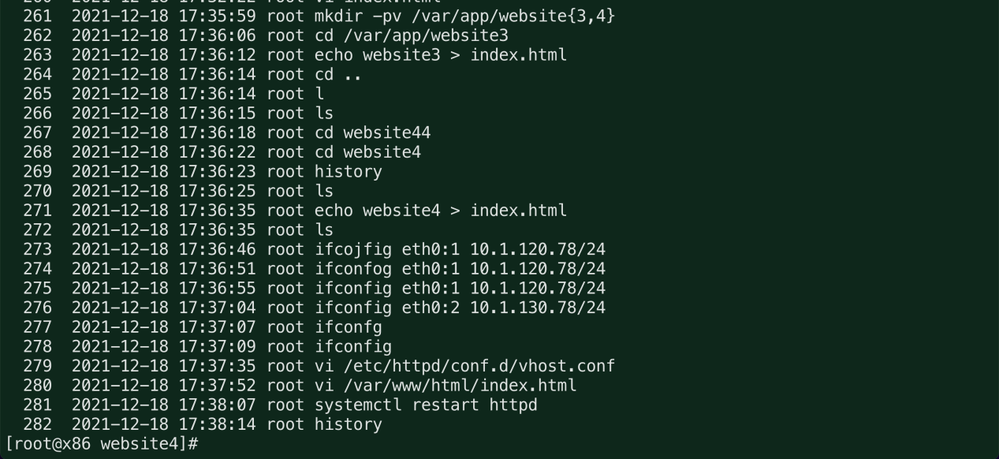 260  2021-12-18 17:32:22 root vi index.html
261  2021-12-18 17:35:59 root mkdir -pv /var/app/website{3,4}
262  2021-12-18 17:36:06 root cd /var/app/website3
263  2021-12-18 17:36:12 root echo website3 > index.html
264  2021-12-18 17:36:14 root cd ..
265  2021-12-18 17:36:14 root l
266  2021-12-18 17:36:15 root ls
267  2021-12-18 17:36:18 root cd website44
268  2021-12-18 17:36:22 root cd website4
269  2021-12-18 17:36:23 root history
270  2021-12-18 17:36:25 root ls
271  2021-12-18 17:36:35 root echo website4 > index.html
272  2021-12-18 17:36:35 root ls
273  2021-12-18 17:36:46 root ifcojfig eth0:1 10.1.120.78/24
274  2021-12-18 17:36:51 root ifconfog eth0:1 10.1.120.78/24
275  2021-12-18 17:36:55 root ifconfig eth0:1 10.1.120.78/24
276  2021-12-18 17:37:04 root ifconfig eth0:2 10.1.130.78/24
277  2021-12-18 17:37:07 root ifconfg
278  2021-12-18 17:37:09 root ifconfig
279  2021-12-18 17:37:35 root vi /etc/httpd/conf.d/vhost.conf
280  2021-12-18 17:37:52 root vi /var/www/html/index.html
281  2021-12-18 17:38:07 root systemctl restart httpd
282  2021-12-18 17:38:14 root history
[root@x86 website4]#